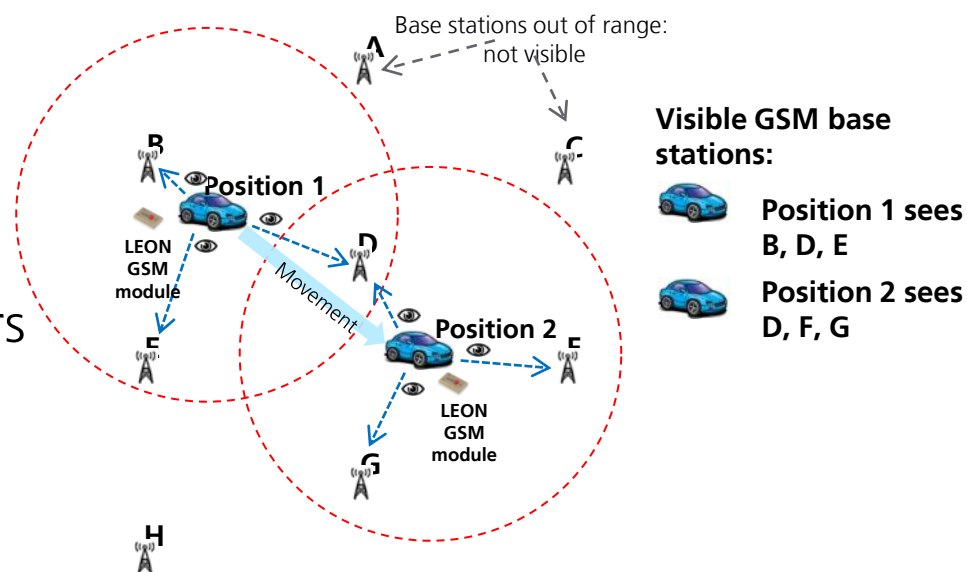 Base stations out of range:
not visible
A
C
B
Position 1
LEON
GSM
module
D
Movement
TS
E
Position 2
F
LEON
GSM
module
G
H
Visible GSM base
stations:
Position 1 sees
B, D, E
Position 2 sees
D, F, G